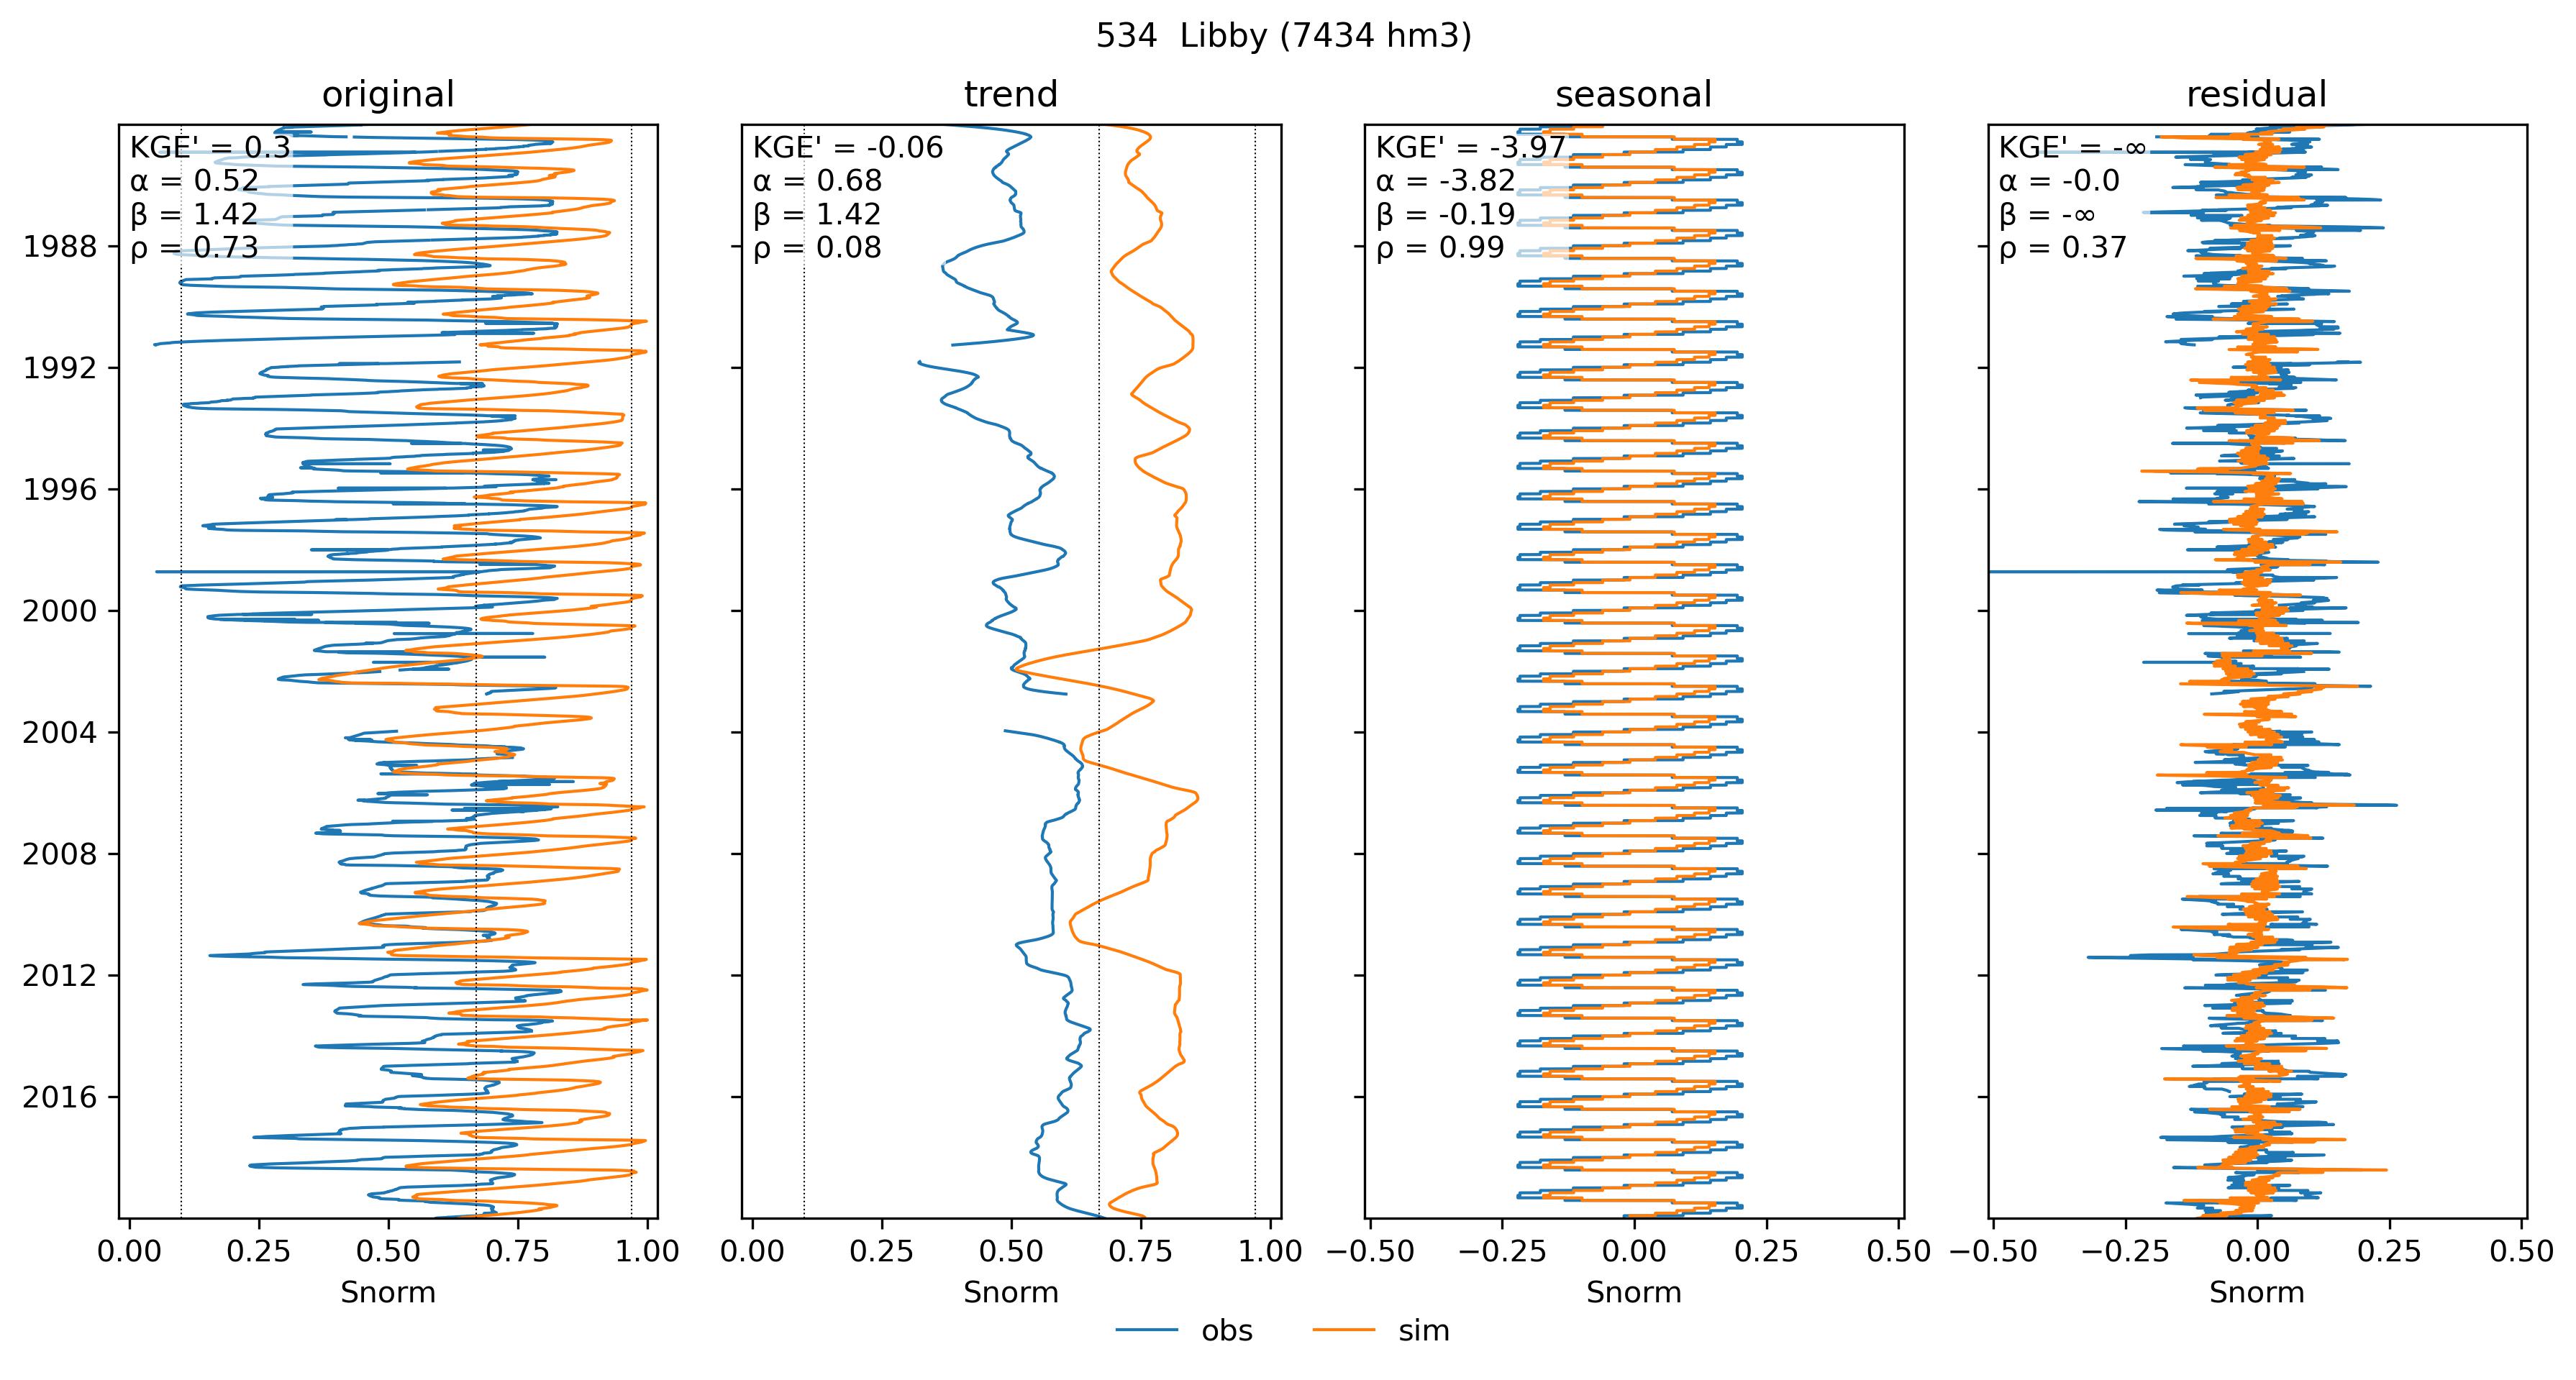 534  Libby (7434 hm3)
original
trend
seasonal
residual
KGE' = 0.3
α = 0.52
β = 1.42
ρ = 0.73
KGE' = -0.06
α = 0.68
β = 1.42
ρ = 0.08
KGE' = -3.97
α = -3.82
β = -0.19
ρ = 0.99
KGE' = -∞
α = -0.0
β = -∞
ρ = 0.37
1988
1992
1996
2000
2004
2008
2012
2016
0.00 0.25 0.50 0.75 1.00
0.00 0.25 0.50 0.75 1.00
−0.50 −0.25 0.00 0.25 0.50
−0.50 −0.25 0.00 0.25 0.50
Snorm
Snorm
Snorm
Snorm
obs
sim